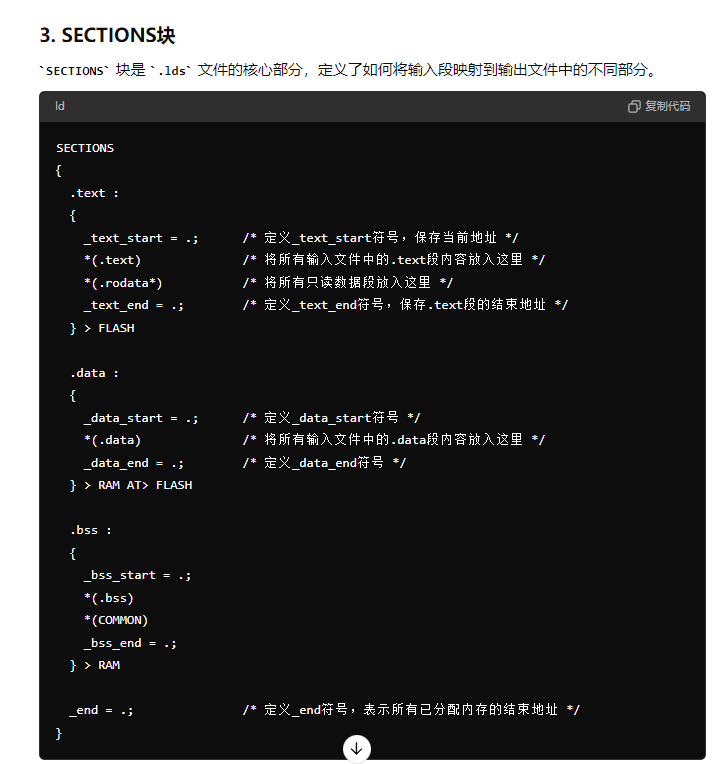 3. SECTIONS块
`SECTIONS` 块是 `.lds` 文件的核心部分，定义了如何将输入段映射到输出文件中的不同部分。
ld 复制代码
SECTIONS
{
  .text :
  {
    _text_start = .;      /* 定义_text_start符号，保存当前地址 */
    *(.text)              /* 将所有输入文件中的.text段内容放入这里 */
    *(.rodata*)           /* 将所有只读数据段放入这里 */
    _text_end = .;        /* 定义_text_end符号，保存.text段的结束地址 */
  } > FLASH

  .data :
  {
    _data_start = .;      /* 定义_data_start符号 */
    *(.data)              /* 将所有输入文件中的.data段内容放入这里 */
    _data_end = .;        /* 定义_data_end符号 */
  } > RAM AT> FLASH

  .bss :
  {
    _bss_start = .;
    *(.bss)
    *(COMMON)
    _bss_end = .;
  } > RAM

  _end = .;               /* 定义_end符号，表示所有已分配内存的结束地址 */
}